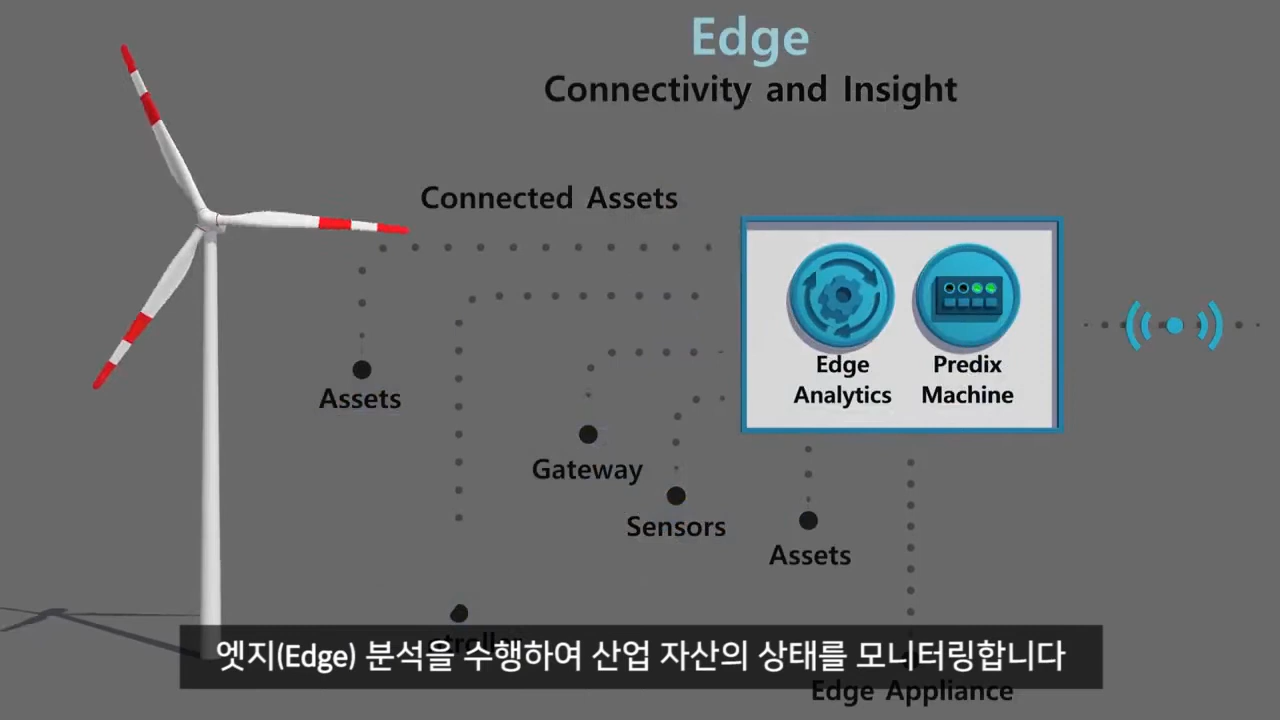 Edge
Connectivity and Insight
Connected Assets
Edge
Analytics
Predix
Machine
Assets
Gateway
Sensors
Assets
엣지(Edge) 분석을 수행하여 산업 자산의 상태를 모니터링합니다
Edge Appliance